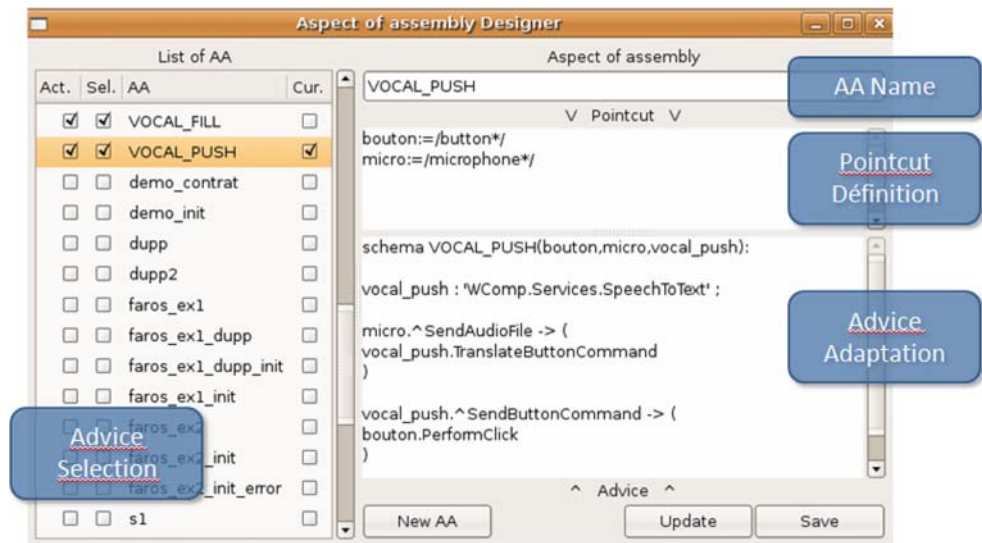 Aspect of assembly Designer
List of AA
Act. Sel. AA Cur.
VOCAL_FILL
VOCAL_PUSH
demo_contrat
demo_init
dupp
dupp2
faros_ex1
faros_ex1_dupp
faros_ex1_dupp_init
faros_ex1_init
faros_ex2
faros_ex2_init
faros_ex2_init_error
s1
Advice
Selection
Aspect of assembly
VOCAL_PUSH
AA Name
V Pointcut V
bouton:=/button*/
micro:=/microphone*/
Pointcut
Définition
schema VOCAL_PUSH(bouton,micro,vocal_push):
vocal_push : 'WComp.Services.SpeechToText' ;
micro.^SendAudioFile -> (
vocal_push.TranslateButtonCommand
)
vocal_push.^SendButtonCommand -> (
bouton.PerformClick
)
Advice
Adaptation
^ Advice ^
New AA
Update
Save